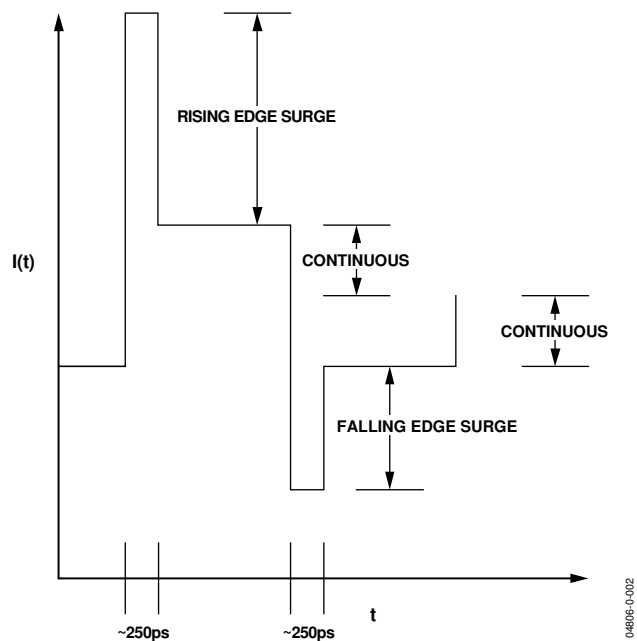 RISING EDGE SURGE
I(t)
CONTINUOUS
CONTINUOUS
FALLING EDGE SURGE
t
~250ps
~250ps
04806-0-002